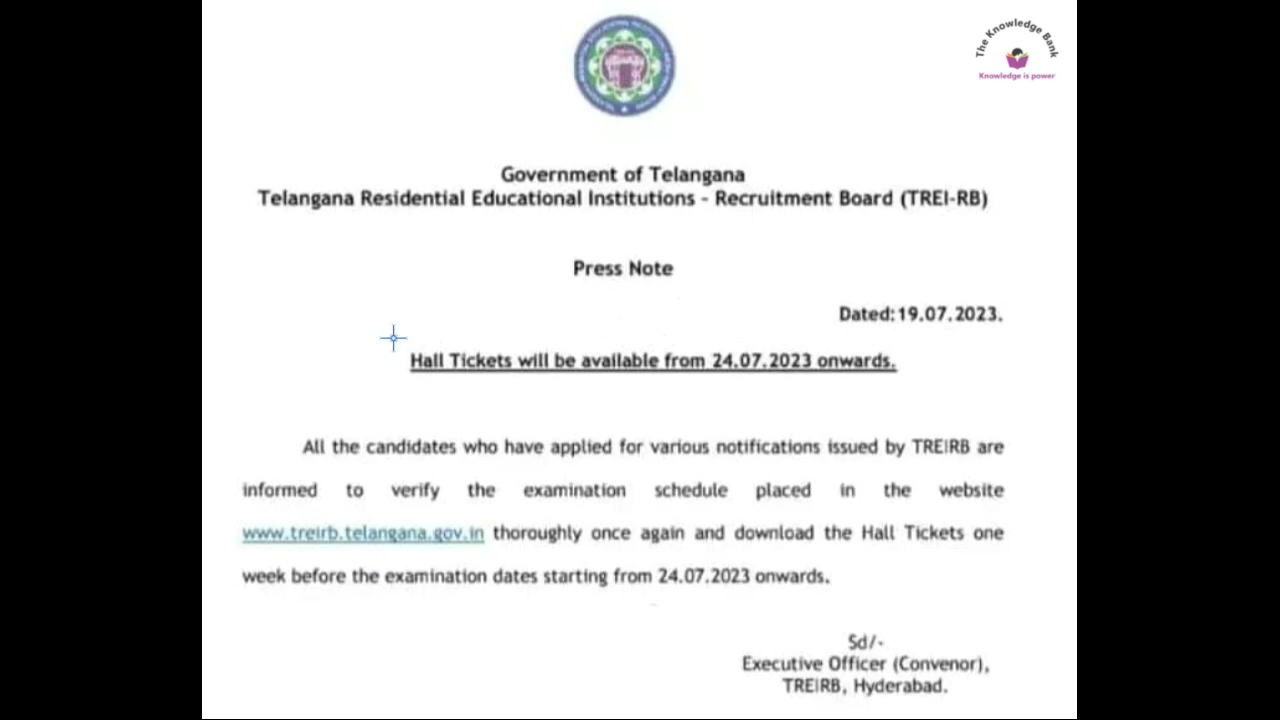 The Knowledge Bank
Knowledge is power
Government of Telangana
Telangana Residential Educational Institutions - Recruitment Board (TREI-RB)
Press Note
Dated:19.07.2023.
Hall Tickets will be available from 24.07.2023 onwards.
All the candidates who have applied for various notifications issued by TREIRB are
informed to verify the examination schedule placed in the website
www.treirb.telangana.gov.in thoroughly once again and download the Hall Tickets one
week before the examination dates starting from 24.07.2023 onwards.
Sd/-
Executive Officer (Convenor),
TREIRB, Hyderabad.